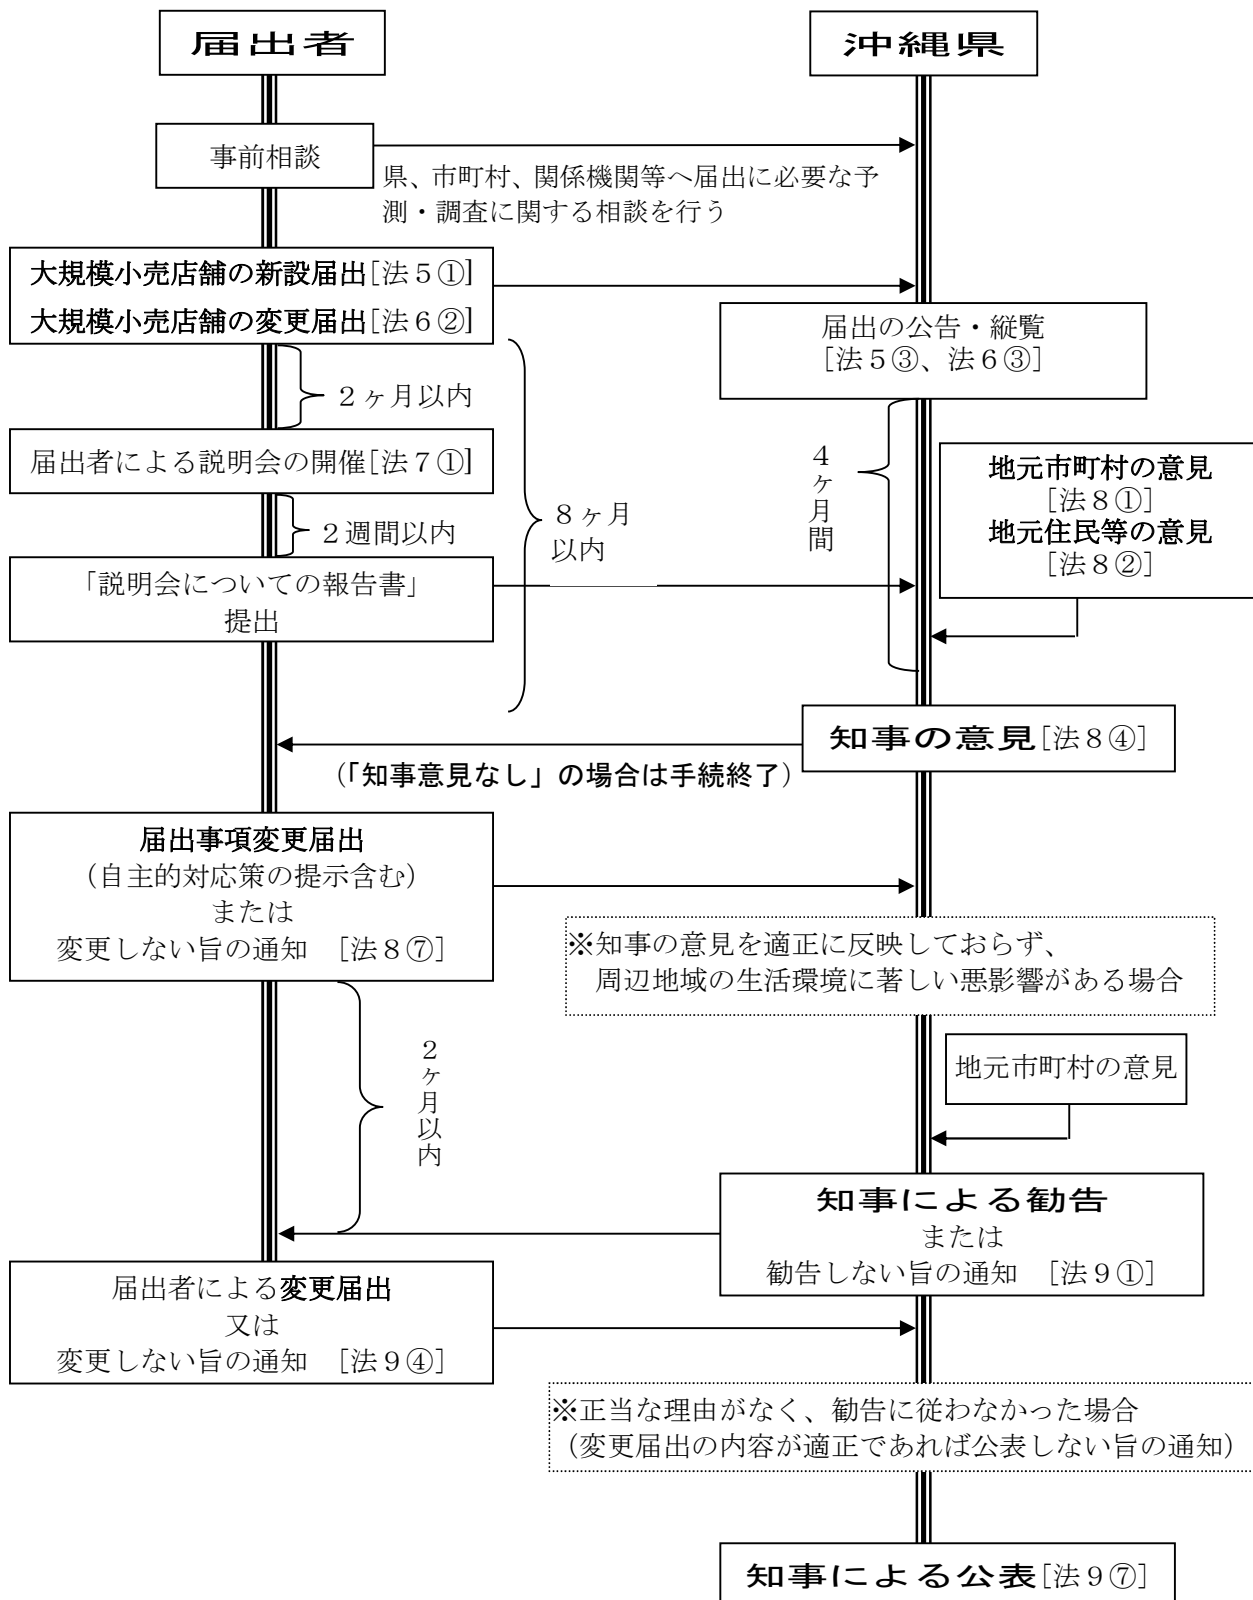 届出者
沖縄県
事前相談
県、市町村、関係機関等へ届出に必要な予
測・調査に関する相談を行う
大規模小売店舗の新設届出[法５①]
大規模小売店舗の変更届出[法６②]
届出の公告・縦覧
[法５③、法６③]
２ヶ月以内
届出者による説明会の開催[法７①]
４ヶ月間
地元市町村の意見
[法８①]
地元住民等の意見
[法８②]
８ヶ月
以内
２週間以内
「説明会についての報告書」
提出
知事の意見[法８④]
(「知事意見なし」の場合は手続終了)
届出事項変更届出
（自主的対応策の提示含む）
または
変更しない旨の通知　[法８⑦]
※知事の意見を適正に反映しておらず、
周辺地域の生活環境に著しい悪影響がある場合
２ヶ月以内
地元市町村の意見
知事による勧告
または
勧告しない旨の通知　[法９①]
届出者による変更届出
又は
変更しない旨の通知　[法９④]
※正当な理由がなく、勧告に従わなかった場合
（変更届出の内容が適正であれば公表しない旨の通知）
知事による公表[法９⑦]